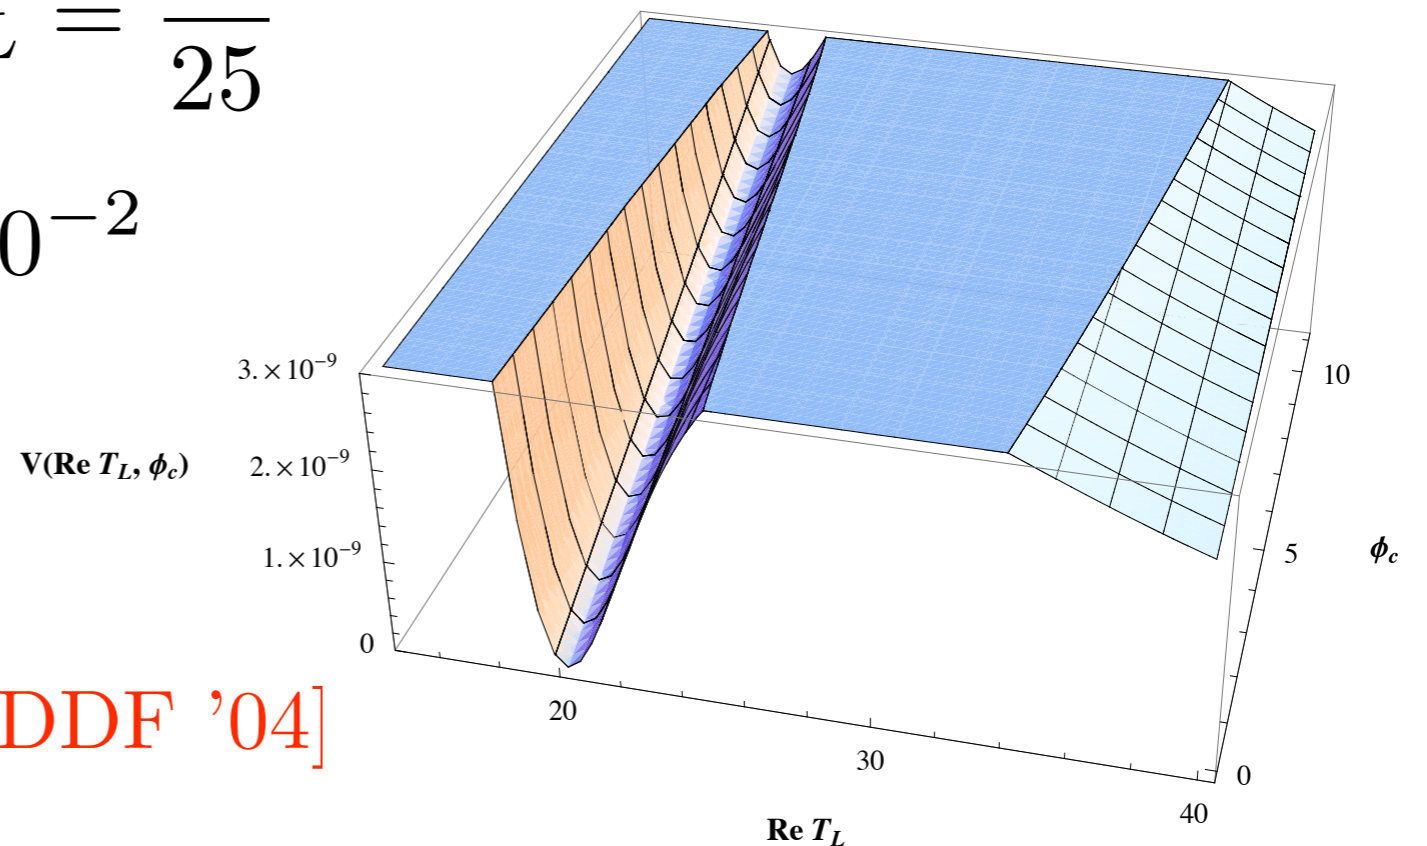 = 25
0⁻²
3. × 10⁻⁹
2. × 10⁻⁹
1. × 10⁻⁹
0
V(Re T_L, ϕ_c)
20
30
40
Re T_L
0
5
10
ϕ_c
DDF ’04]